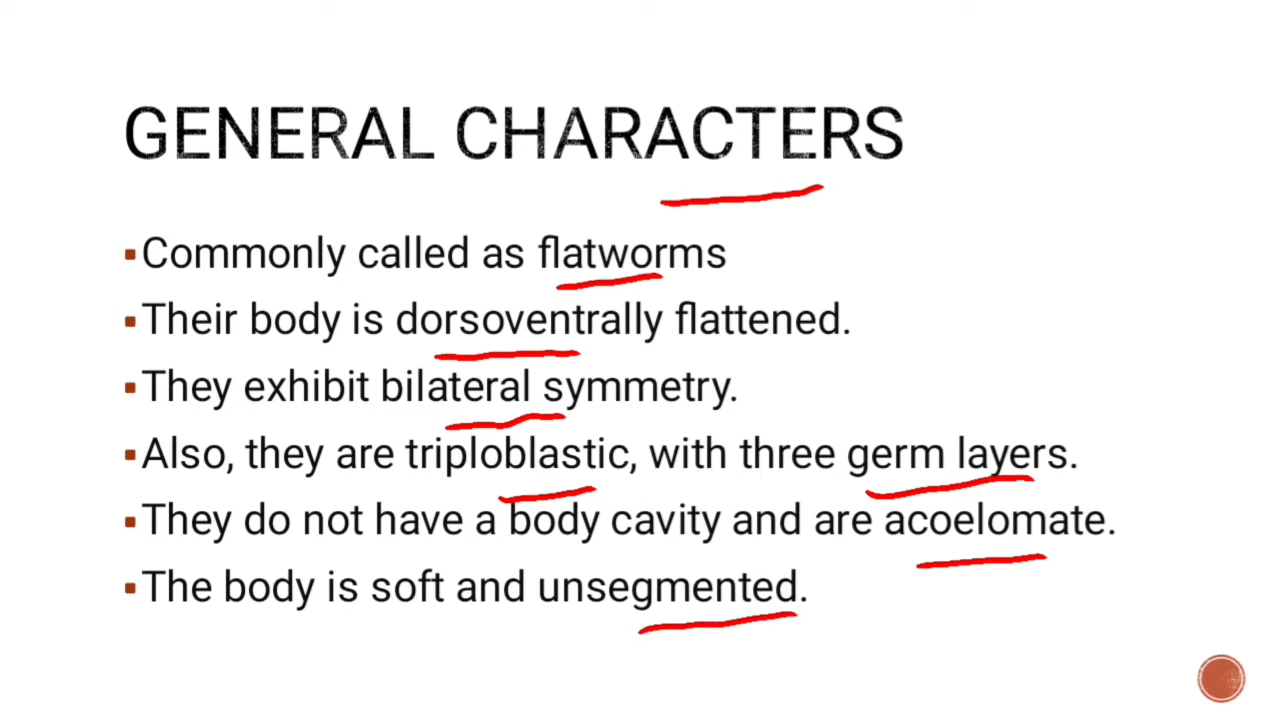 GENERAL CHARACTERS
▪Commonly called as flatworms
▪Their body is dorsoventrally flattened.
▪They exhibit bilateral symmetry.
▪Also, they are triploblastic, with three germ layers.
▪They do not have a body cavity and are acoelomate.
▪The body is soft and unsegmented.